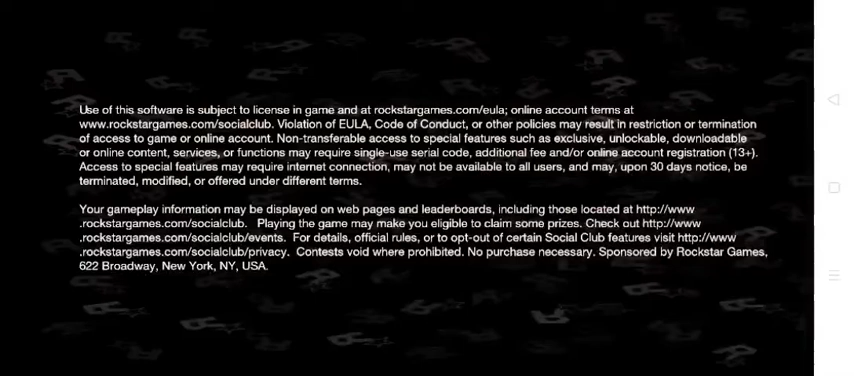 Use of this software is subject to license in game and at rockstargames.com/eula; online account terms at
www.rockstargames.com/socialclub. Violation of EULA, Code of Conduct, or other policies may result in restriction or termination
of access to game or online account. Non-transferable access to special features such as exclusive, unlockable, downloadable
or online content, services, or functions may require single-use serial code, additional fee and/or online account registration (13+).
Access to special features may require internet connection, may not be available to all users, and may, upon 30 days notice, be
terminated, modified, or offered under different terms.
Your gameplay information may be displayed on web pages and leaderboards, including those located at http://www
.rockstargames.com/socialclub. Playing the game may make you eligible to claim some prizes. Check out http://www
.rockstargames.com/socialclub/events. For details, official rules, or to opt-out of certain Social Club features visit http://www
.rockstargames.com/socialclub/privacy. Contests void where prohibited. No purchase necessary. Sponsored by Rockstar Games,
622 Broadway, New York, NY, USA.